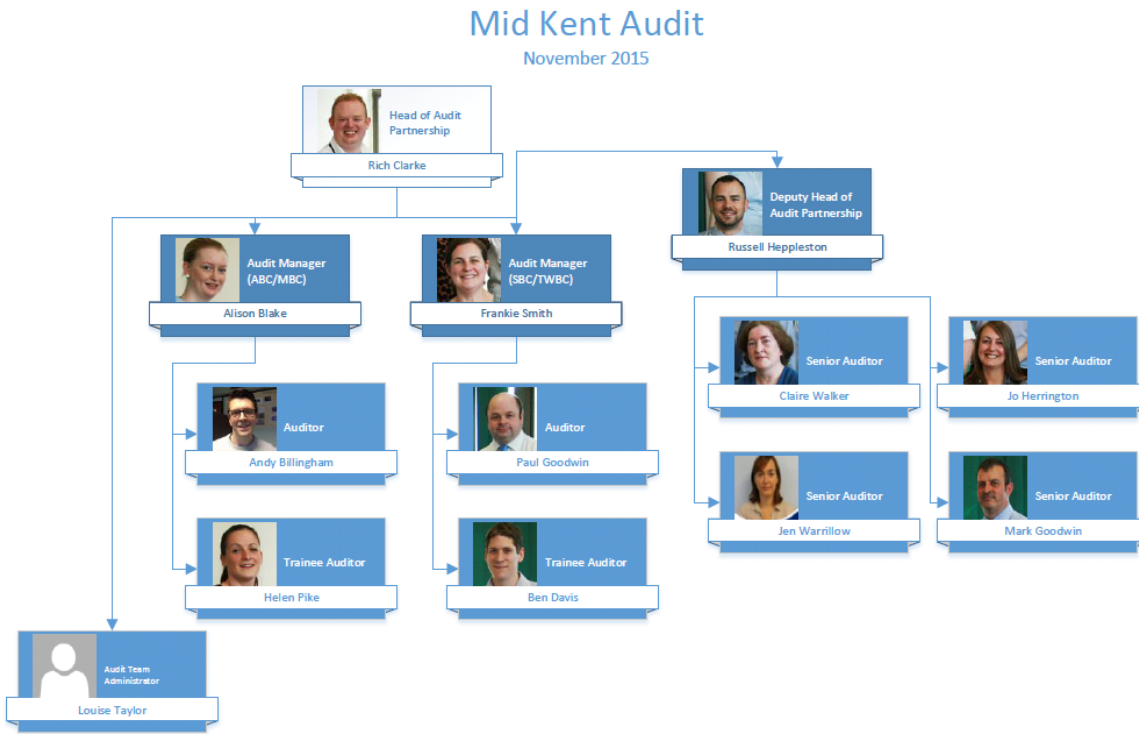 Mid Kent Audit
November 2015
Head of Audit
Partnership
Rich Clarke
Deputy Head of
Audit Partnership
Russell Heppleston
Audit Manager
(ABC/MBC)
Alison Blake
Audit Manager
(SBC/TWBC)
Frankie Smith
Senior Auditor
Claire Walker
Senior Auditor
Jo Herrington
Auditor
Andy Billingham
Auditor
Paul Goodwin
Senior Auditor
Jen Warrillow
Senior Auditor
Mark Goodwin
Trainee Auditor
Helen Pike
Trainee Auditor
Ben Davis
Audit Team
Administrator
Louise Taylor